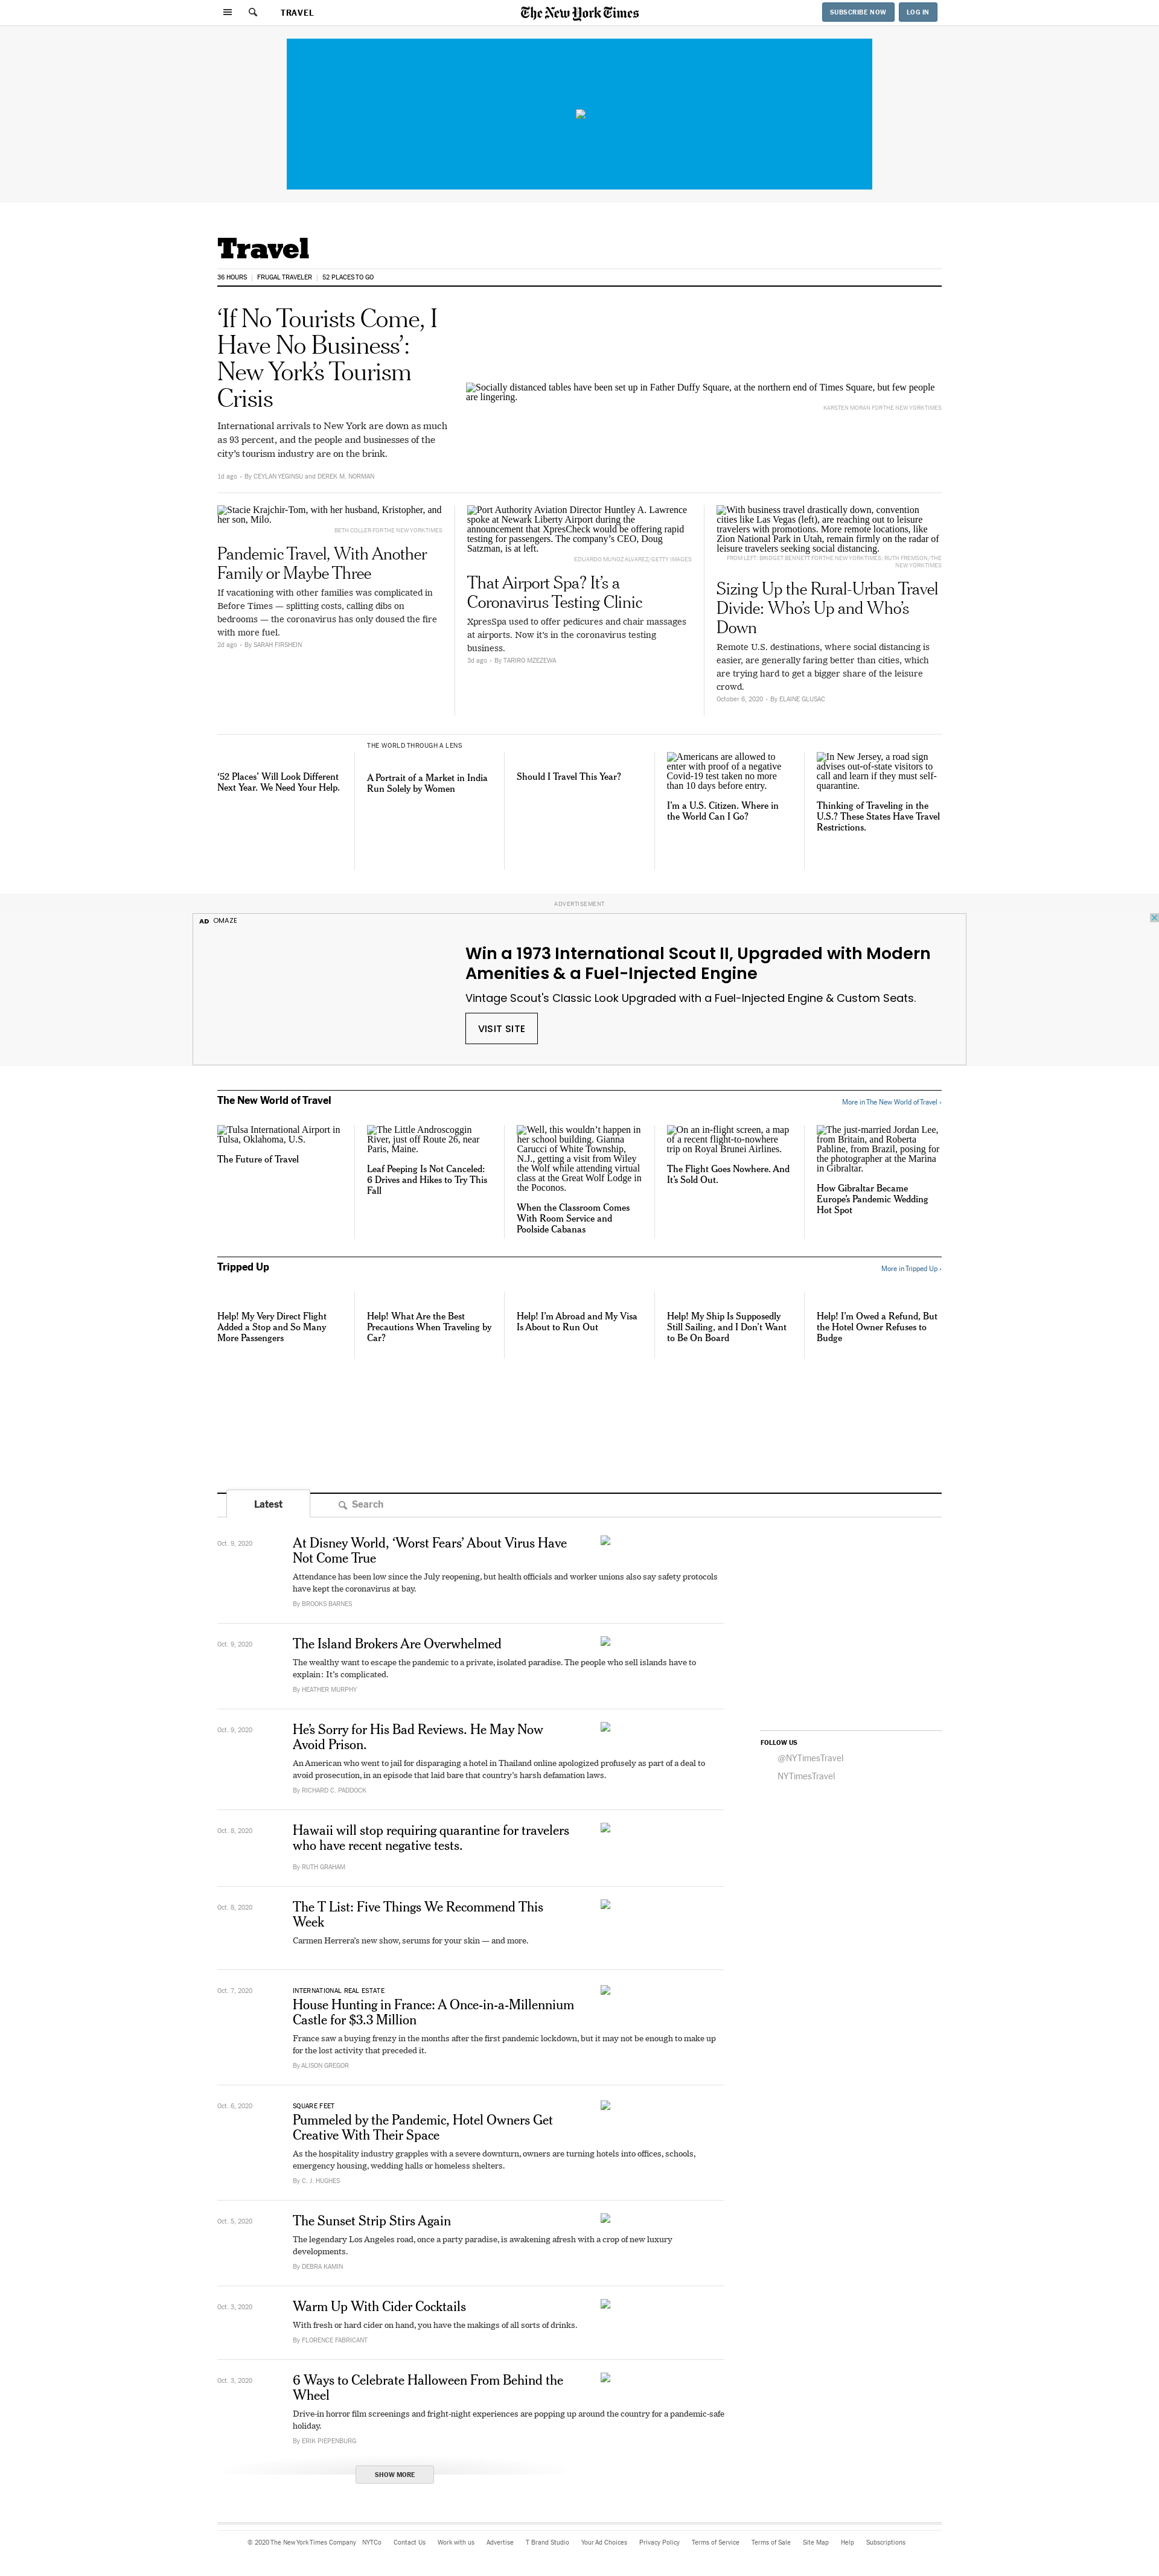 TRAVEL
The New York Times
SUBSCRIBE NOW
LOG IN
Travel
36 HOURS
FRUGAL TRAVELER
52 PLACES TO GO
‘If No Tourists Come, I
Have No Business’:
New York’s Tourism
Crisis
International arrivals to New York are down as much
as 93 percent, and the people and businesses of the
city’s tourism industry are on the brink.
1d ago • By CEYLAN YEGINSU and DEREK M. NORMAN
Socially distanced tables have been set up in Father Duffy Square, at the northern end of Times Square, but few people
are lingering.
KARSTEN MORAN FOR THE NEW YORK TIMES
Stacie Krajchir-Tom, with her husband, Kristopher, and
her son, Milo.
BETH COLLER FOR THE NEW YORK TIMES
Pandemic Travel, With Another
Family or Maybe Three
If vacationing with other families was complicated in
Before Times — splitting costs, calling dibs on
bedrooms — the coronavirus has only doused the fire
with more fuel.
2d ago • By SARAH FIRSHEIN
Port Authority Aviation Director Huntley A. Lawrence
spoke at Newark Liberty Airport during the
announcement that XpresCheck would be offering rapid
testing for passengers. The company’s CEO, Doug
Satzman, is at left.
EDUARDO MUNOZ ALVAREZ/GETTY IMAGES
That Airport Spa? It’s a
Coronavirus Testing Clinic
XpresSpa used to offer pedicures and chair massages
at airports. Now it’s in the coronavirus testing
business.
3d ago • By TARIRO MZEZEWA
With business travel drastically down, convention
cities like Las Vegas (left), are reaching out to leisure
travelers with promotions. More remote locations, like
Zion National Park in Utah, remain firmly on the radar of
leisure travelers seeking social distancing.
FROM LEFT: BRIDGET BENNETT FOR THE NEW YORK TIMES; RUTH FREMSON/THE
NEW YORK TIMES
Sizing Up the Rural-Urban Travel
Divide: Who’s Up and Who’s
Down
Remote U.S. destinations, where social distancing is
easier, are generally faring better than cities, which
are trying hard to get a bigger share of the leisure
crowd.
October 6, 2020 • By ELAINE GLUSAC
‘52 Places’ Will Look Different
Next Year. We Need Your Help.
THE WORLD THROUGH A LENS
A Portrait of a Market in India
Run Solely by Women
Should I Travel This Year?
Americans are allowed to
enter with proof of a negative
Covid-19 test taken no more
than 10 days before entry.
I’m a U.S. Citizen. Where in
the World Can I Go?
In New Jersey, a road sign
advises out-of-state visitors to
call and learn if they must self-
quarantine.
Thinking of Traveling in the
U.S.? These States Have Travel
Restrictions.
ADVERTISEMENT
AD OMAZE
Win a 1973 International Scout II, Upgraded with Modern
Amenities & a Fuel-Injected Engine
Vintage Scout's Classic Look Upgraded with a Fuel-Injected Engine & Custom Seats.
VISIT SITE
The New World of Travel
More in The New World of Travel ›
Tulsa International Airport in
Tulsa, Oklahoma, U.S.
The Future of Travel
The Little Androscoggin
River, just off Route 26, near
Paris, Maine.
Leaf Peeping Is Not Canceled:
6 Drives and Hikes to Try This
Fall
Well, this wouldn’t happen in
her school building. Gianna
Carucci of White Township,
N.J., getting a visit from Wiley
the Wolf while attending virtual
class at the Great Wolf Lodge in
the Poconos.
When the Classroom Comes
With Room Service and
Poolside Cabanas
On an in-flight screen, a map
of a recent flight-to-nowhere
trip on Royal Brunei Airlines.
The Flight Goes Nowhere. And
It’s Sold Out.
The just-married Jordan Lee,
from Britain, and Roberta
Pabline, from Brazil, posing for
the photographer at the Marina
in Gibraltar.
How Gibraltar Became
Europe’s Pandemic Wedding
Hot Spot
Tripped Up
More in Tripped Up ›
Help! My Very Direct Flight
Added a Stop and So Many
More Passengers
Help! What Are the Best
Precautions When Traveling by
Car?
Help! I’m Abroad and My Visa
Is About to Run Out
Help! My Ship Is Supposedly
Still Sailing, and I Don’t Want
to Be On Board
Help! I’m Owed a Refund, But
the Hotel Owner Refuses to
Budge
Latest
Search
Oct. 9, 2020
At Disney World, ‘Worst Fears’ About Virus Have
Not Come True
Attendance has been low since the July reopening, but health officials and worker unions also say safety protocols
have kept the coronavirus at bay.
By BROOKS BARNES
Oct. 9, 2020
The Island Brokers Are Overwhelmed
The wealthy want to escape the pandemic to a private, isolated paradise. The people who sell islands have to
explain: It’s complicated.
By HEATHER MURPHY
Oct. 9, 2020
He’s Sorry for His Bad Reviews. He May Now
Avoid Prison.
An American who went to jail for disparaging a hotel in Thailand online apologized profusely as part of a deal to
avoid prosecution, in an episode that laid bare that country’s harsh defamation laws.
By RICHARD C. PADDOCK
FOLLOW US
@NYTimesTravel
NYTimesTravel
Oct. 8, 2020
Hawaii will stop requiring quarantine for travelers
who have recent negative tests.
By RUTH GRAHAM
Oct. 8, 2020
The T List: Five Things We Recommend This
Week
Carmen Herrera’s new show, serums for your skin — and more.
Oct. 7, 2020
INTERNATIONAL REAL ESTATE
House Hunting in France: A Once-in-a-Millennium
Castle for $3.3 Million
France saw a buying frenzy in the months after the first pandemic lockdown, but it may not be enough to make up
for the lost activity that preceded it.
By ALISON GREGOR
Oct. 6, 2020
SQUARE FEET
Pummeled by the Pandemic, Hotel Owners Get
Creative With Their Space
As the hospitality industry grapples with a severe downturn, owners are turning hotels into offices, schools,
emergency housing, wedding halls or homeless shelters.
By C. J. HUGHES
Oct. 5, 2020
The Sunset Strip Stirs Again
The legendary Los Angeles road, once a party paradise, is awakening afresh with a crop of new luxury
developments.
By DEBRA KAMIN
Oct. 3, 2020
Warm Up With Cider Cocktails
With fresh or hard cider on hand, you have the makings of all sorts of drinks.
By FLORENCE FABRICANT
Oct. 3, 2020
6 Ways to Celebrate Halloween From Behind the
Wheel
Drive-in horror film screenings and fright-night experiences are popping up around the country for a pandemic-safe
holiday.
By ERIK PIEPENBURG
SHOW MORE
© 2020 The New York Times Company NYTCo Contact Us Work with us Advertise T Brand Studio Your Ad Choices Privacy Policy Terms of Service Terms of Sale Site Map Help Subscriptions